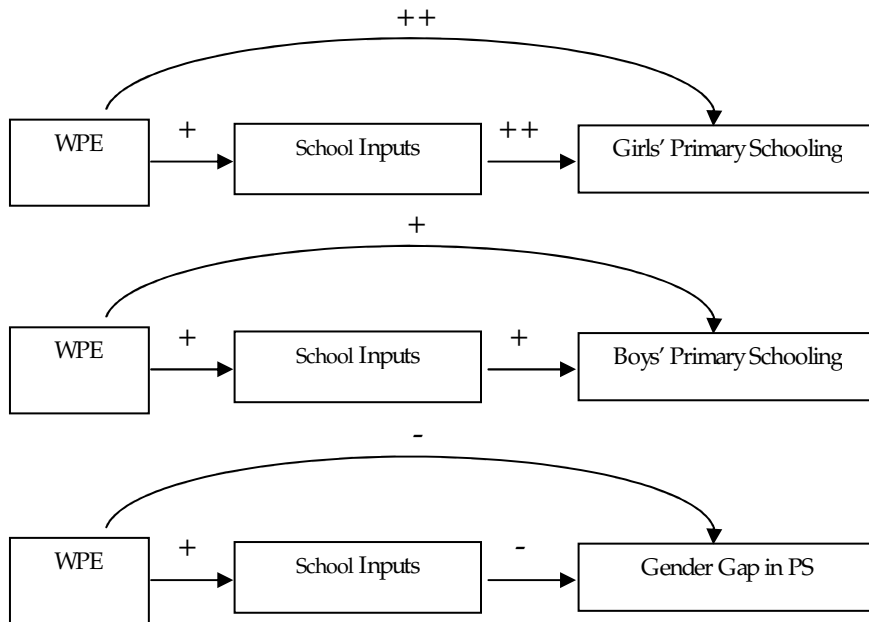 ++
WPE + School Inputs ++ Girls’ Primary Schooling
+
WPE + School Inputs + Boys’ Primary Schooling
-
WPE + School Inputs - Gender Gap in PS